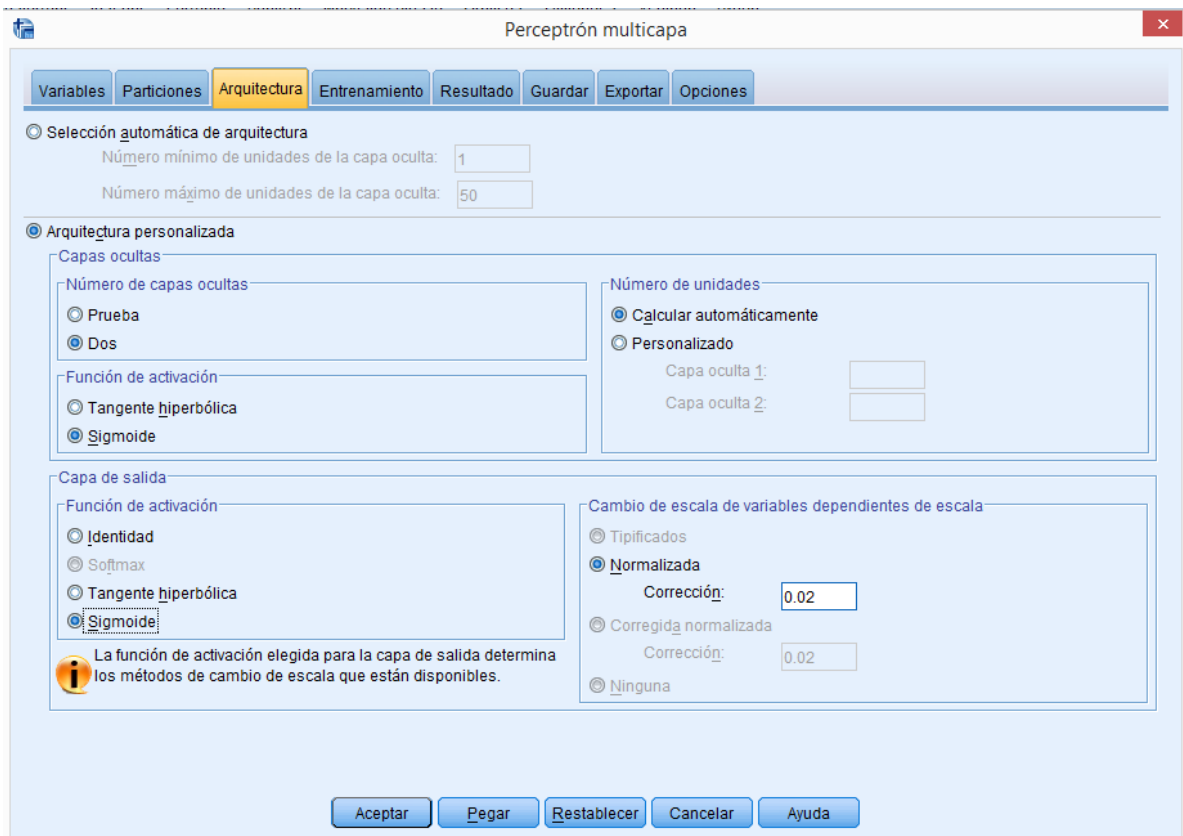 Perceptrón multicapa
Variables Particiones Arquitectura Entrenamiento Resultado Guardar Exportar Opciones
Selección automática de arquitectura
Número mínimo de unidades de la capa oculta: 1
Número máximo de unidades de la capa oculta: 50
Arquitectura personalizada
Capas ocultas
Número de capas ocultas
Prueba
Dos
Función de activación
Tangente hiperbólica
Sigmoide
Número de unidades
Calcular automáticamente
Personalizado
Capa oculta 1:
Capa oculta 2:
Capa de salida
Función de activación
Identidad
Softmax
Tangente hiperbólica
Sigmoide
La función de activación elegida para la capa de salida determina
los métodos de cambio de escala que están disponibles.
Cambio de escala de variables dependientes de escala
Tipificados
Normalizada
Corrección: 0.02
Corregida normalizada
Corrección: 0.02
Ninguna
Aceptar Pegar Restablecer Cancelar Ayuda